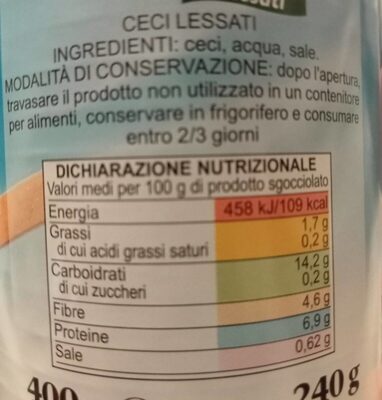 CECI LESSATI
INGREDIENTI: ceci, acqua, sale.
MODALITÀ DI CONSERVAZIONE: dopo l'apertura,
travasare il prodotto non utilizzato in un contenitore
per alimenti, conservare in frigorifero e consumare
entro 2/3 giorni
DICHIARAZIONE NUTRIZIONALE
Valori medi per 100 g di prodotto sgocciolato
Energia 458 kJ/109 kcal
Grassi 1,7 g
di cui acidi grassi saturi 0,2 g
Carboidrati 14,2 g
di cui zuccheri 0,2 g
Fibre 4,6 g
Proteine 6,9 g
Sale 0,62 g
400 240 g